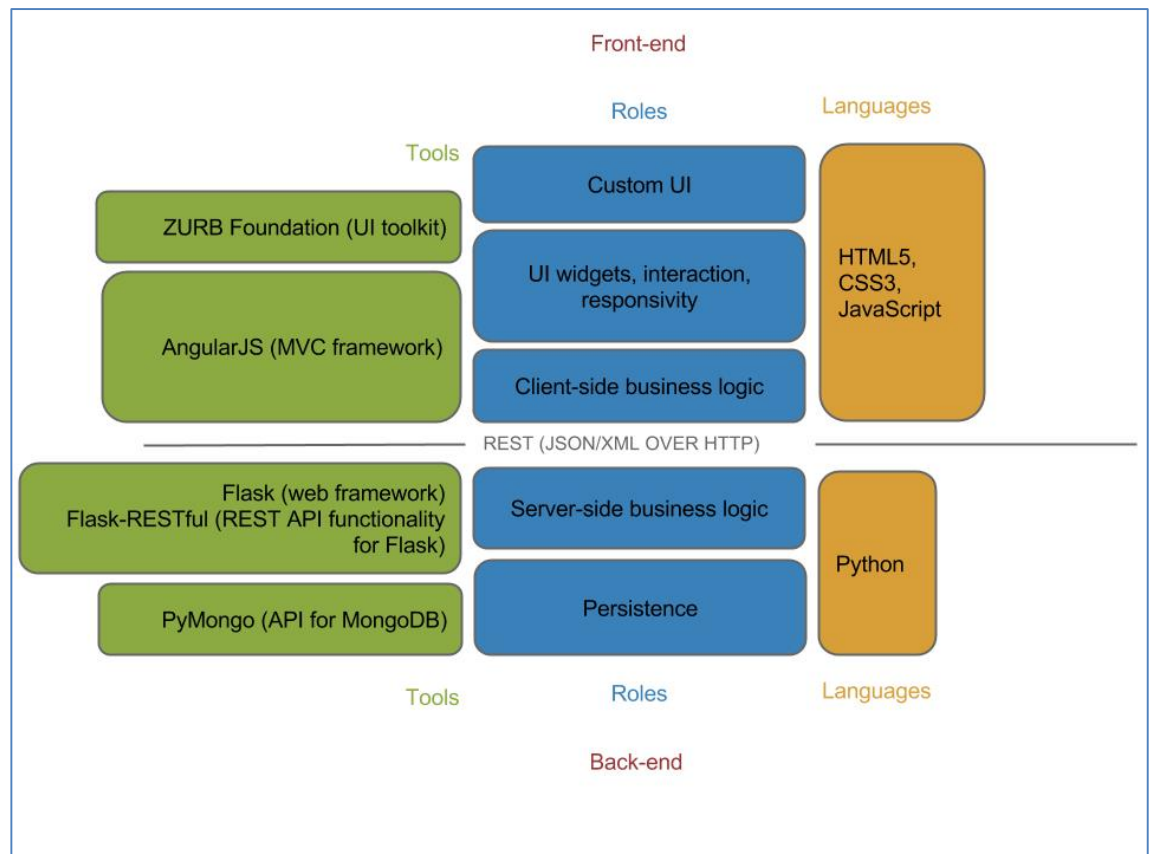 Front-end
Roles
Languages
Tools
Custom UI
ZURB Foundation (UI toolkit)
UI widgets, interaction,
responsivity
HTML5,
CSS3,
JavaScript
AngularJS (MVC framework)
Client-side business logic
REST (JSON/XML OVER HTTP)
Flask (web framework)
Flask-RESTful (REST API functionality
for Flask)
Server-side business logic
Python
PyMongo (API for MongoDB)
Persistence
Tools
Roles
Languages
Back-end